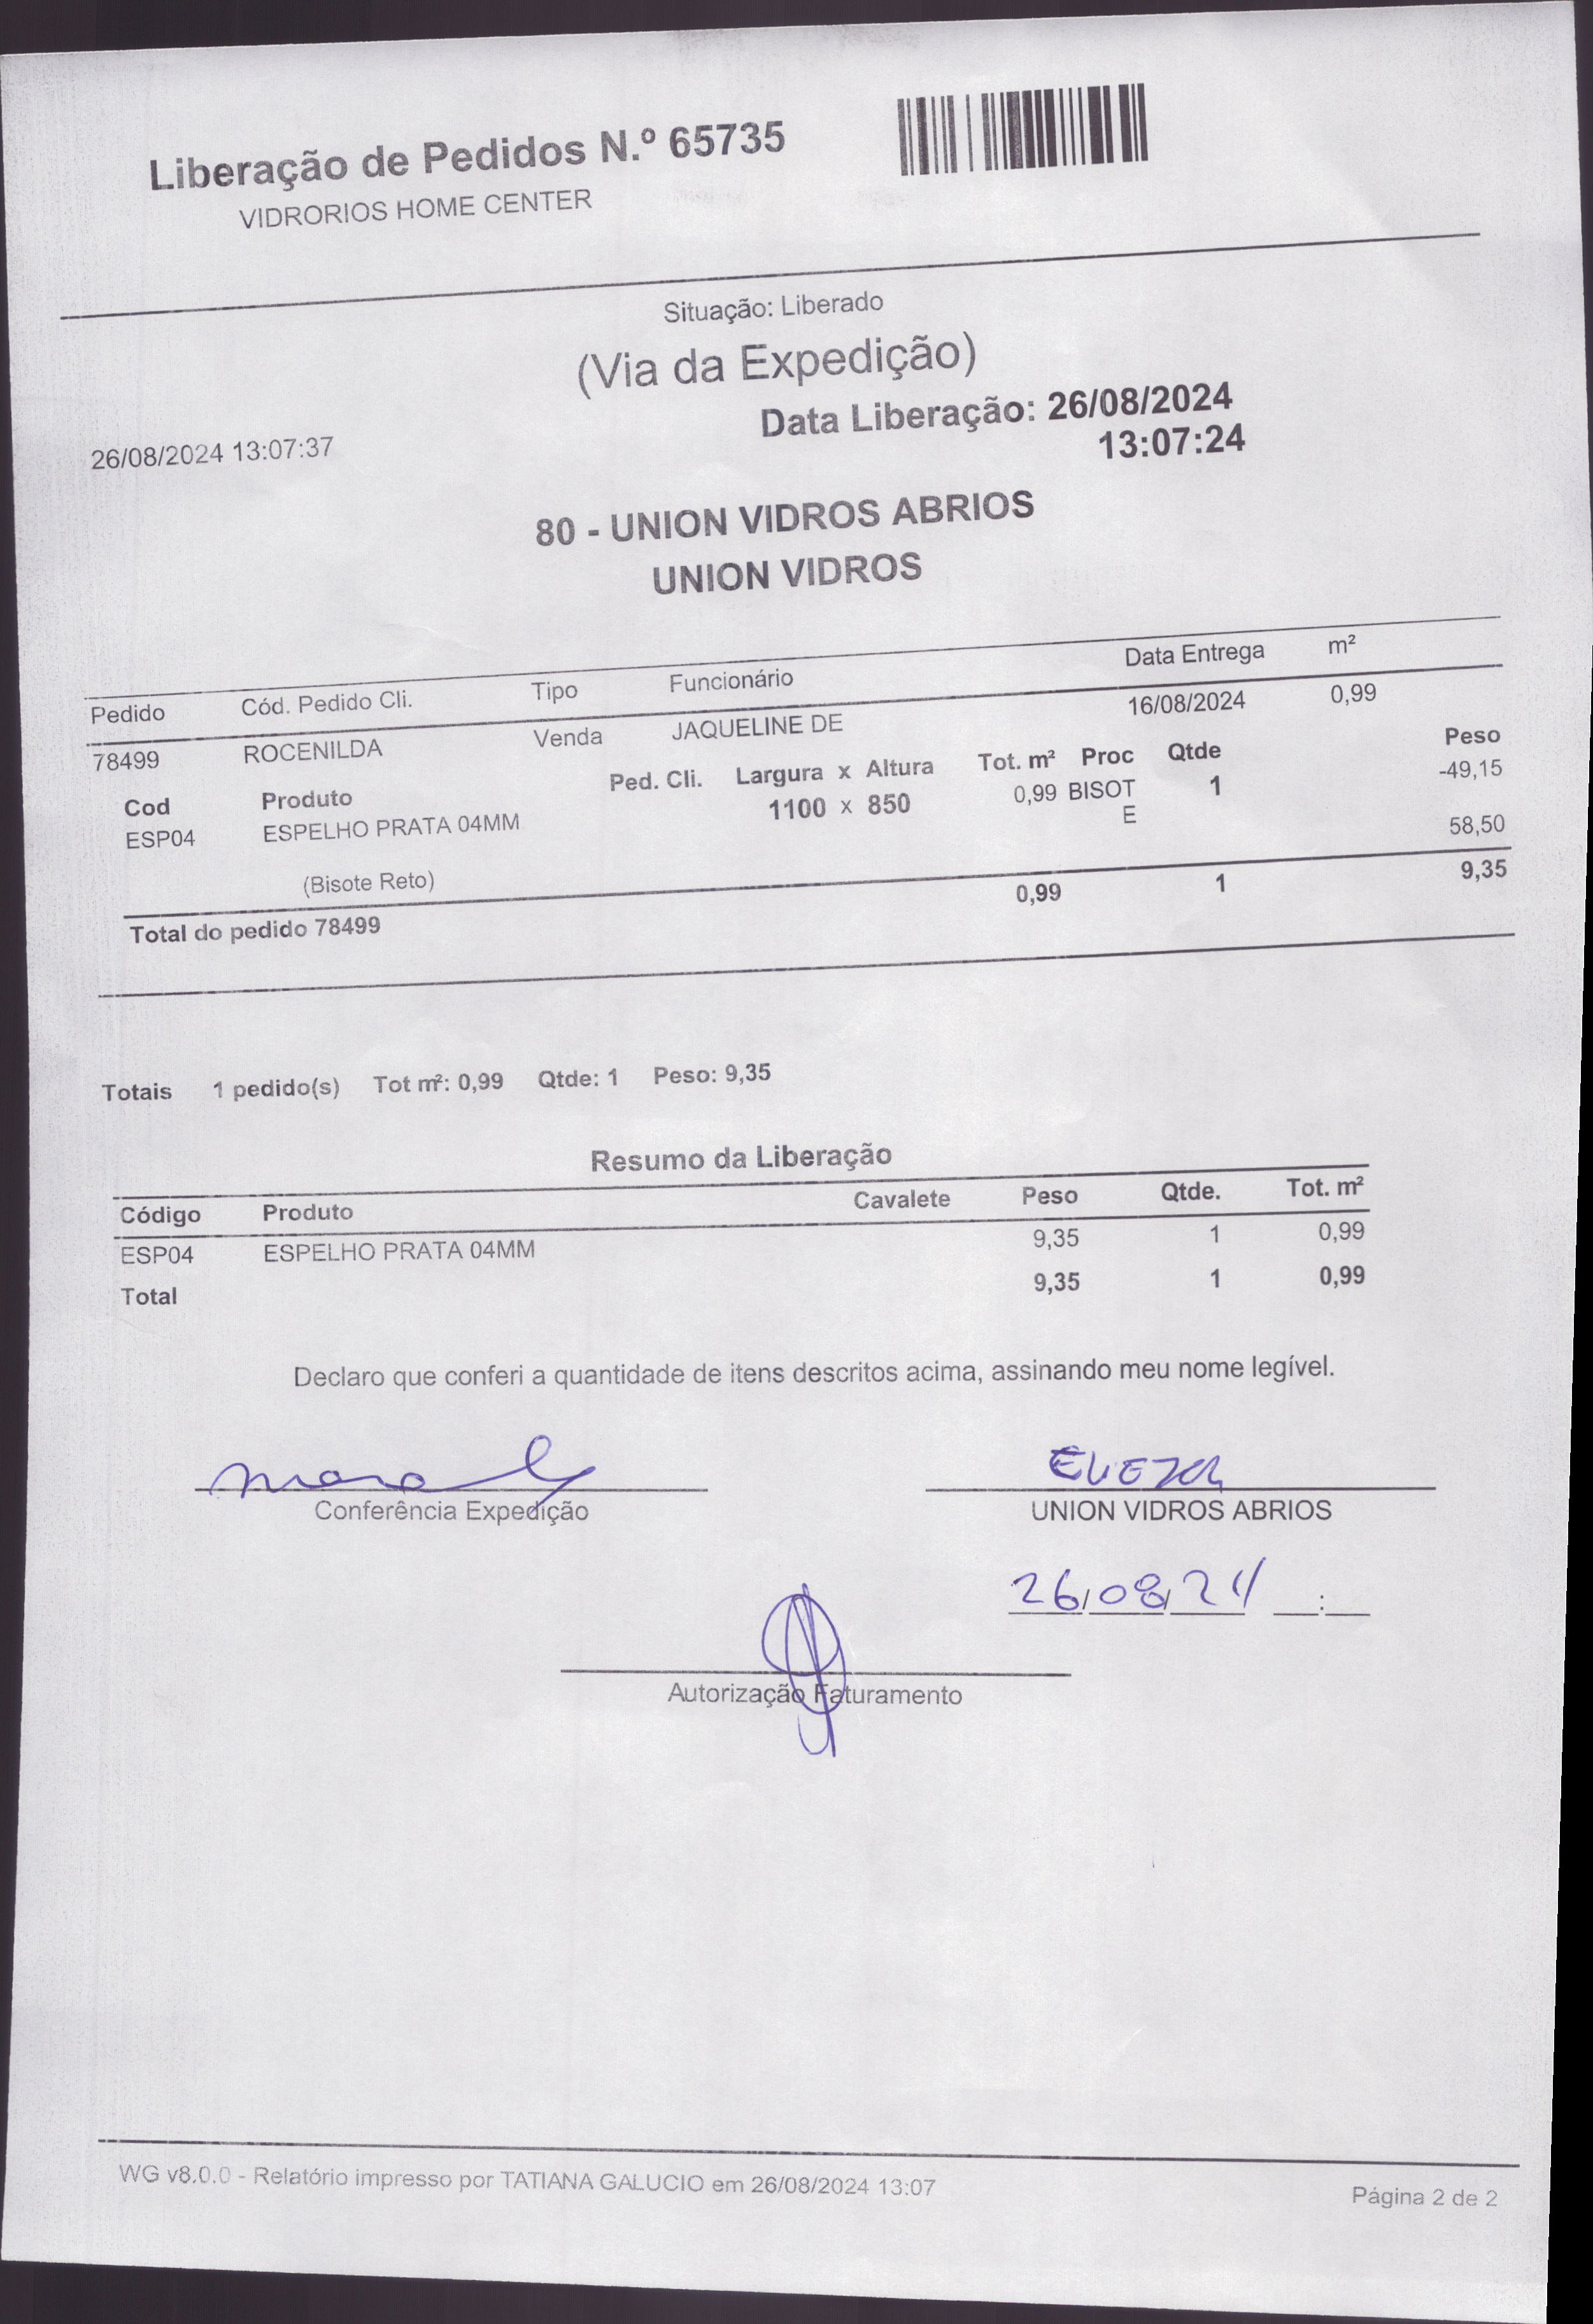 Liberação de Pedidos N.º 65735
VIDRORIOS HOME CENTER
Situação: Liberado
(Via da Expedição)
Data Liberação: 26/08/2024
13:07:24
26/08/2024 13:07:37
80 - UNION VIDROS ABRIOS
UNION VIDROS
Pedido Cód. Pedido Cli. Tipo Funcionário Data Entrega m²
78499 ROCENILDA Venda JAQUELINE DE 16/08/2024 0,99
Cod Produto Ped. Cli. Largura x Altura Tot. m² Proc Qtde Peso
ESP04 ESPELHO PRATA 04MM 1100 x 850 0,99 BISOT 1 -49,15
E
(Bisote Reto) 58,50
Total do pedido 78499 0,99 1 9,35
Totais 1 pedido(s) Tot m²: 0,99 Qtde: 1 Peso: 9,35
Resumo da Liberação
Código Produto Cavalete Peso Qtde. Tot. m²
ESP04 ESPELHO PRATA 04MM 9,35 1 0,99
Total 9,35 1 0,99
Declaro que conferi a quantidade de itens descritos acima, assinando meu nome legível.
Conferência Expedição UNION VIDROS ABRIOS
26/08/24 __:__
Autorização Faturamento
WG v8.0.0 - Relatório impresso por TATIANA GALUCIO em 26/08/2024 13:07
Página 2 de 2